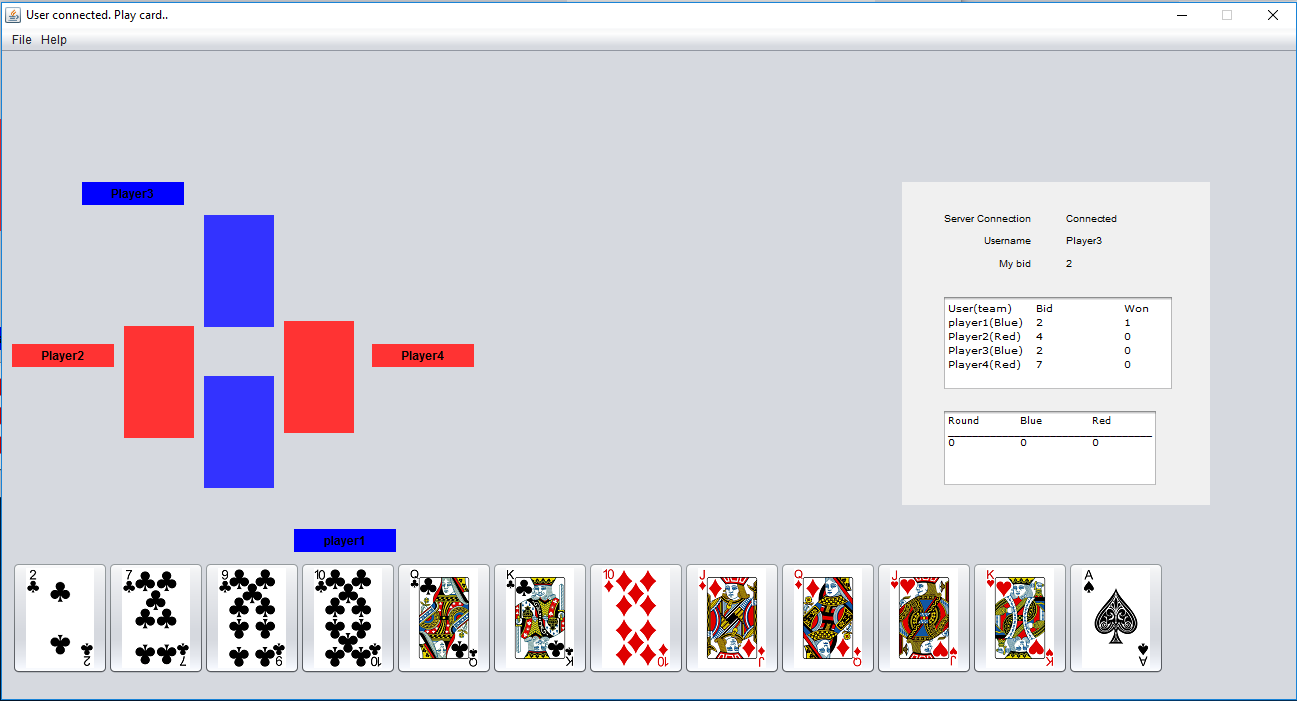 User connected. Play card..
File Help
Player3
Player2
Player4
player1
Server Connection Connected
Username Player3
My bid 2
User(team) Bid Won
player1(Blue) 2 1
Player2(Red) 4 0
Player3(Blue) 2 0
Player4(Red) 7 0
Round Blue Red
0 0 0
2 7 9 10 Q K 10 J Q J K A
2 7 9 10 Q K 10 J Q J K A